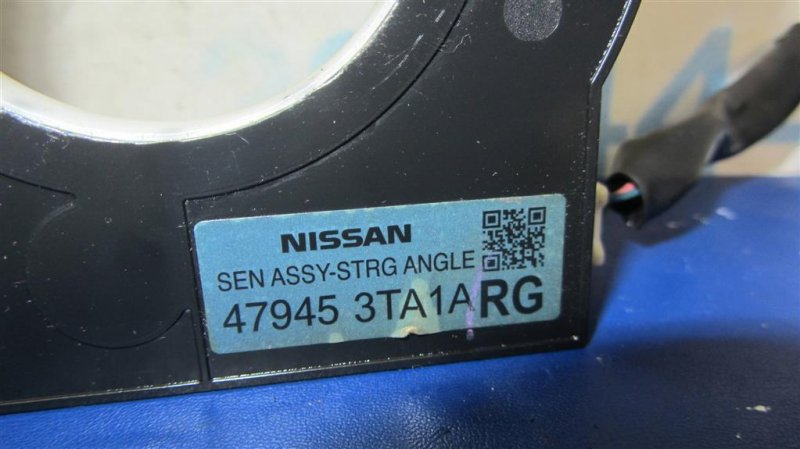 NISSAN
SEN ASSY-STRG ANGLE
47945 3TA1A RG